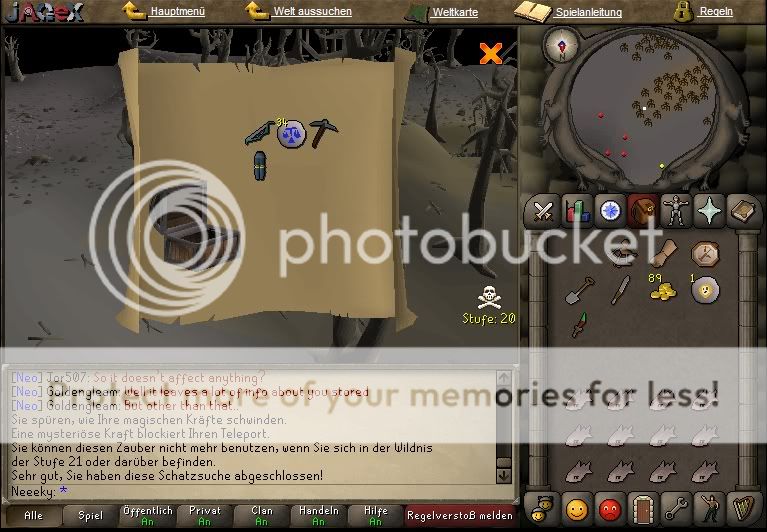 JAGeX
Hauptmenü
Welt aussuchen
Weltkarte
Spielanleitung
Regeln
N
94
photobucket
Stufe: 20
89
1
Protect more of your memories for less!
[Neo] Jor507: So it doesn't affect anything?
[Neo] Goldengleam: Well it leaves a lot of info about you stored
[Neo] Goldengleam: But other than that..
Sie spüren, wie Ihre magischen Kräfte schwinden.
Eine mysteriöse Kraft blockiert Ihren Teleport.
Sie können diesen Zauber nicht mehr benutzen, wenn Sie sich in der Wildnis
der Stufe 21 oder darüber befinden.
Sehr gut, Sie haben diese Schatzsuche abgeschlossen!
Neeeky: *
Alle
Spiel
Öffentlich
An
Privat
An
Clan
An
Handeln
An
Hilfe
An
Regelverstoß melden